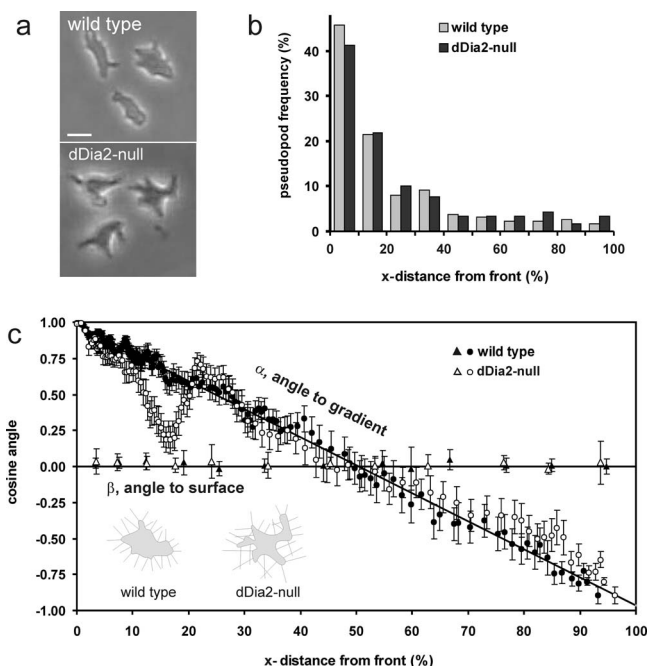 a
wild type
dDia2-null
b
wild type
dDia2-null
pseudopod frequency (%)
40
30
20
10
0
0 20 40 60 80 100
x-distance from front (%)
c
1.00
0.75
0.50
0.25
0.00
-0.25
-0.50
-0.75
-1.00
cosine angle
wild type
dDia2-null
α, angle to gradient
β, angle to surface
wild type
dDia2-null
0 10 20 30 40 50 60 70 80 90 100
x- distance from front (%)